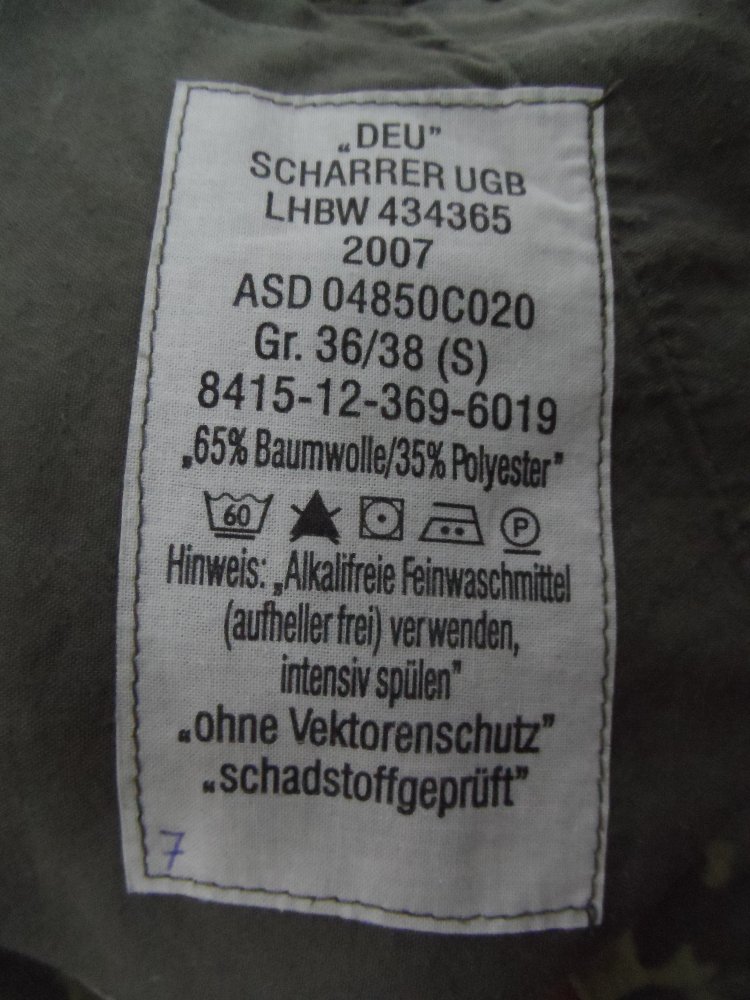 „DEU”
SCHARRER UGB
LHBW 434365
2007
ASD 04850C020
Gr. 36/38 (S)
8415-12-369-6019
„65% Baumwolle/35% Polyester”
60 P
Hinweis: „Alkalifreie Feinwaschmittel
(aufheller frei) verwenden,
intensiv spülen”
„ohne Vektorenschutz”
„schadstoffgeprüft”
7